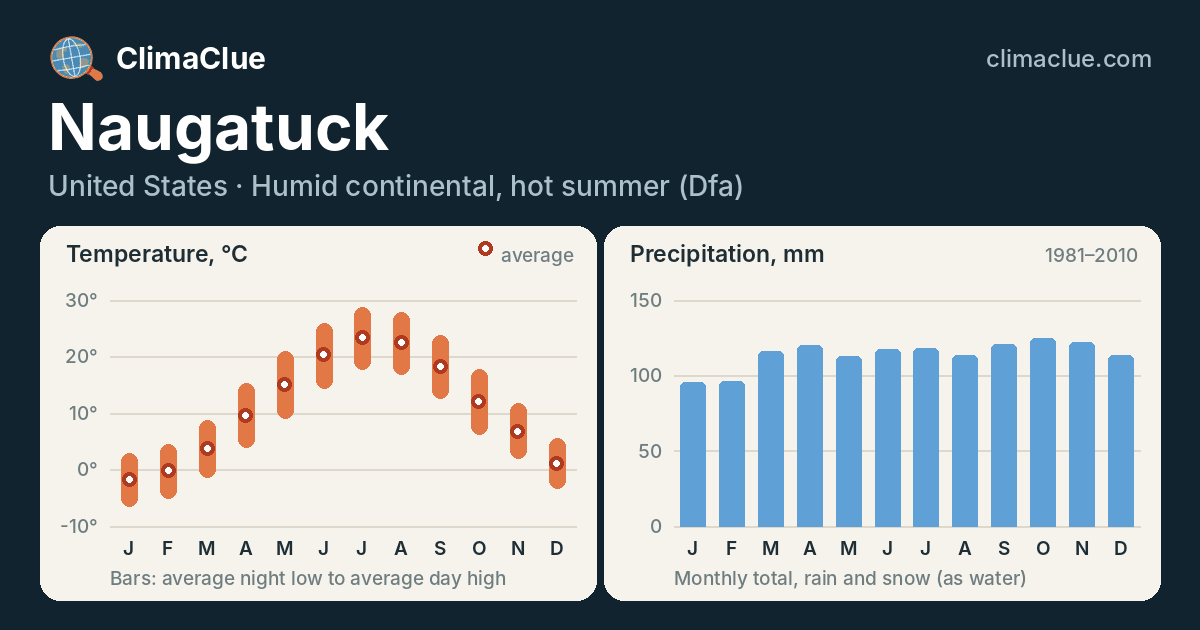 ClimaClue
climaclue.com
Naugatuck
United States · Humid continental, hot summer (Dfa)
Temperature, °C
average
30°
20°
10°
0°
-10°
J F M A M J J A S O N D
Bars: average night low to average day high
Precipitation, mm
1981–2010
150
100
50
0
J F M A M J J A S O N D
Monthly total, rain and snow (as water)